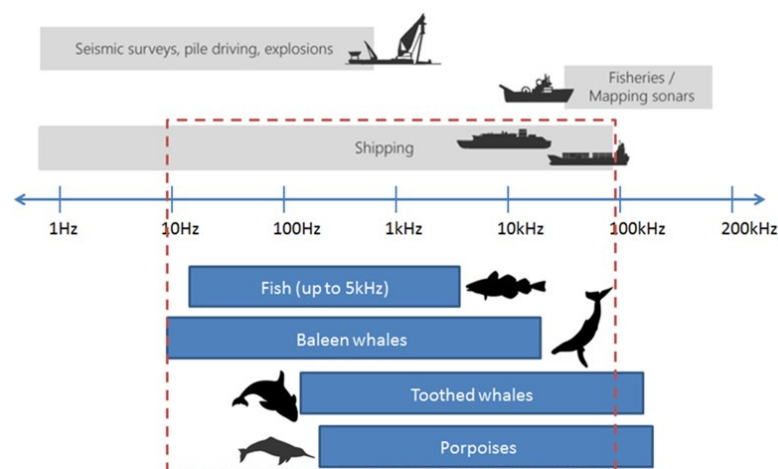 Seismic surveys, pile driving, explosions
Fisheries /
Mapping sonars
Shipping
1Hz 10Hz 100Hz 1kHz 10kHz 100kHz 200kHz
Fish (up to 5kHz)
Baleen whales
Toothed whales
Porpoises